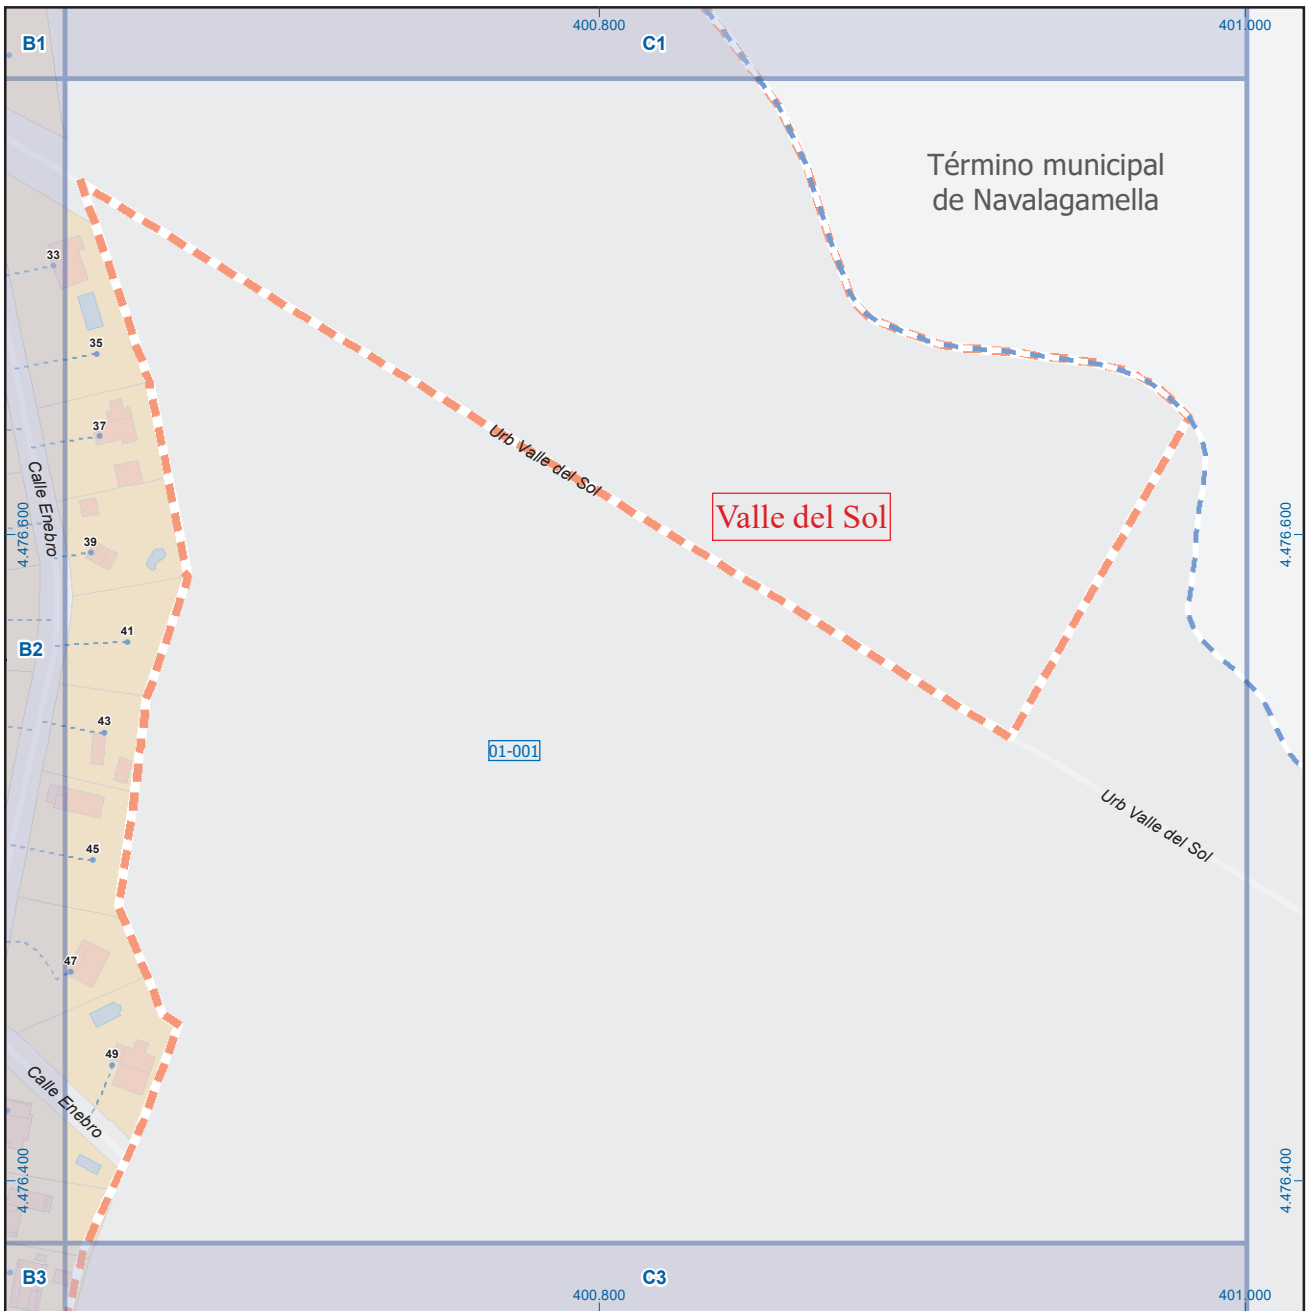 400.800
401.000
B1
C1
Término municipal
de Navalagamella
33
35
37
Urb Valle del Sol
Calle Enebro
Valle del Sol
4.476.600
4.476.600
39
41
B2
43
01-001
Urb Valle del Sol
45
47
49
Calle Enebro
4.476.400
4.476.400
B3
C3
400.800
401.000